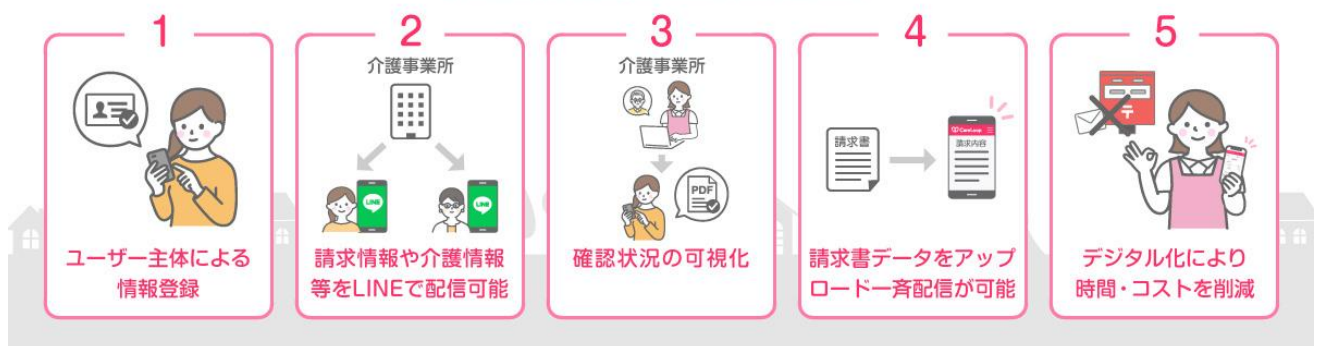 1
ユーザー主体による
情報登録
2
介護事業所
LINE
LINE
請求情報や介護情報
等をLINEで配信可能
3
介護事業所
PDF
確認状況の可視化
4
請求書
CareLoop
請求内容
請求書データをアップ
ロード一斉配信が可能
5
〒
デジタル化により
時間・コストを削減